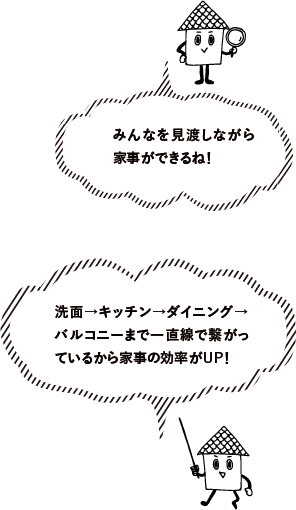 みんなを見渡しながら
家事ができるね！
洗面→キッチン→ダイニング→
バルコニーまで一直線で繋がっ
ているから家事の効率がUP！